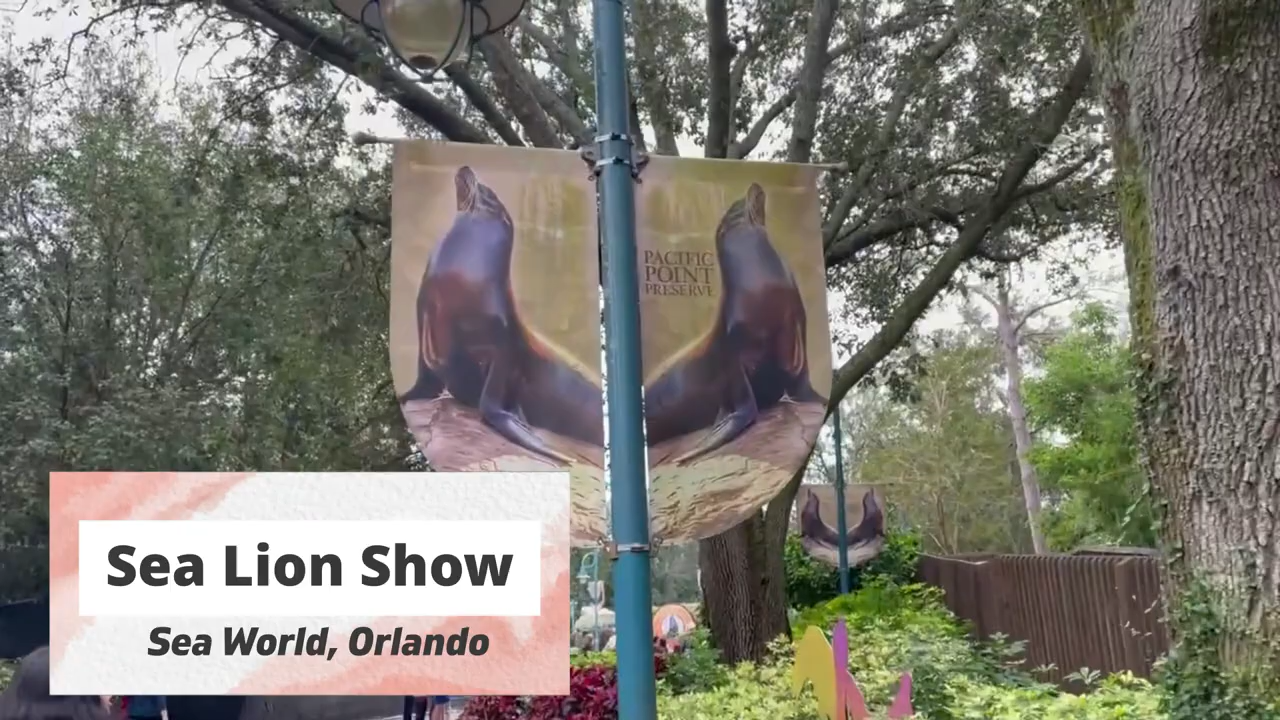 PACIFIC
POINT
PRESERVE
Sea Lion Show
Sea World, Orlando